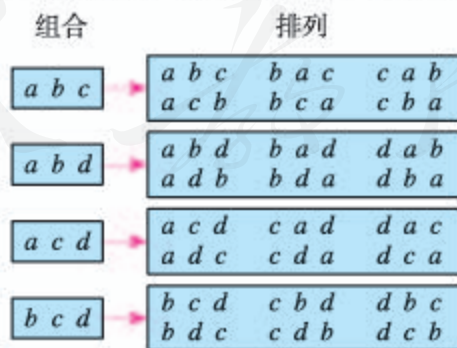 组合 排列
a b c a b c b a c c a b
a c b b c a c b a
a b d a b d b a d d a b
a d b b d a d b a
a c d a c d c a d d a c
a d c c d a d c a
b c d b c d c b d d b c
b d c c d b d c b